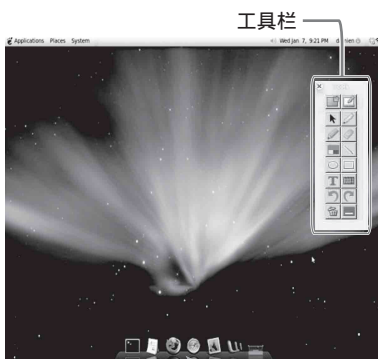 工具栏
Applications Places System
Wed Jan 7, 9:21 PM
T